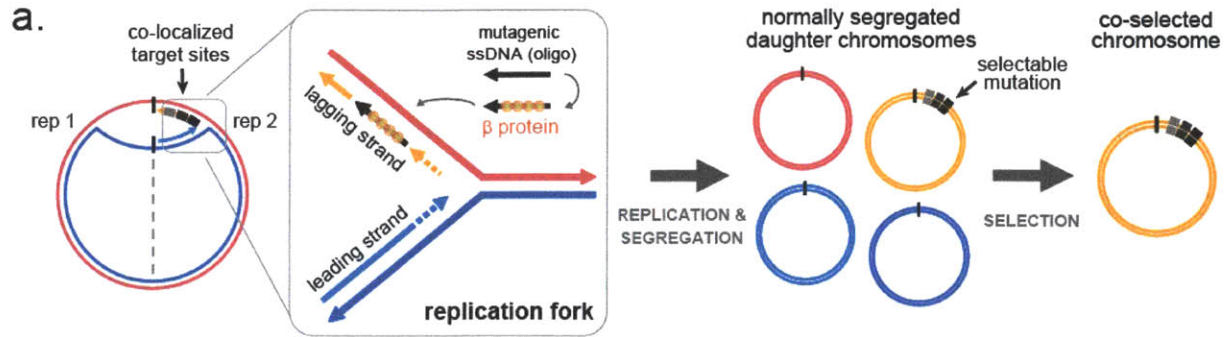 a.
co-localized
target sites
rep 1
rep 2
mutagenic
ssDNA (oligo)
β protein
lagging strand
leading strand
replication fork
REPLICATION &
SEGREGATION
normally segregated
daughter chromosomes
selectable
mutation
SELECTION
co-selected
chromosome